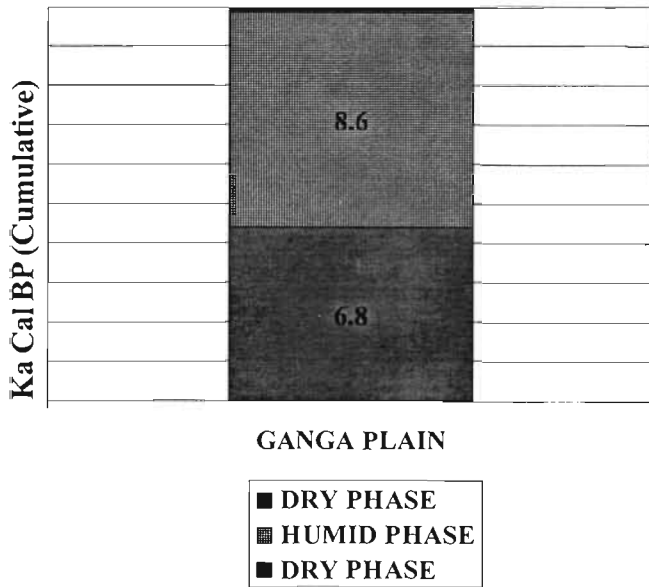 Ka Cal BP (Cumulative)
8.6
6.8
GANGA PLAIN
DRY PHASE
HUMID PHASE
DRY PHASE